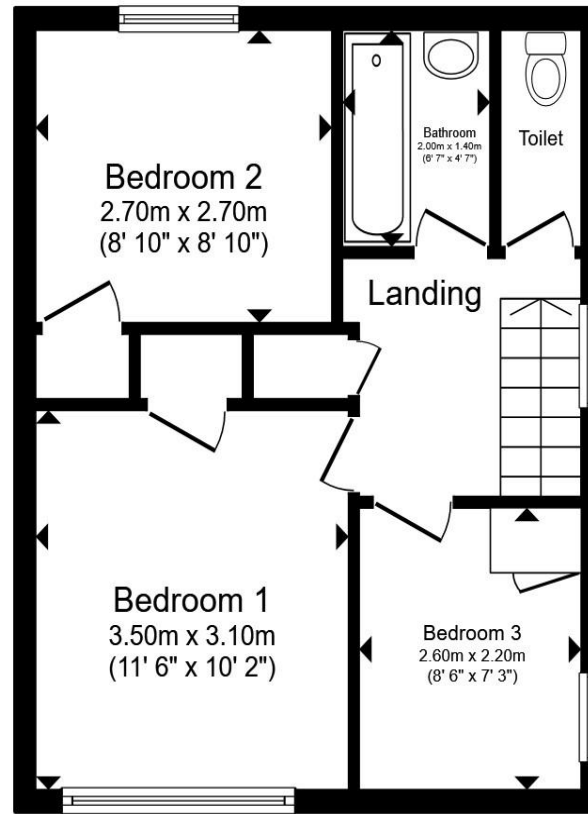 Bedroom 2
2.70m x 2.70m
(8' 10" x 8' 10")
Bathroom
2.00m x 1.40m
(6' 7" x 4' 7")
Toilet
Landing
Bedroom 1
3.50m x 3.10m
(11' 6" x 10' 2")
Bedroom 3
2.60m x 2.20m
(8' 6" x 7' 3")